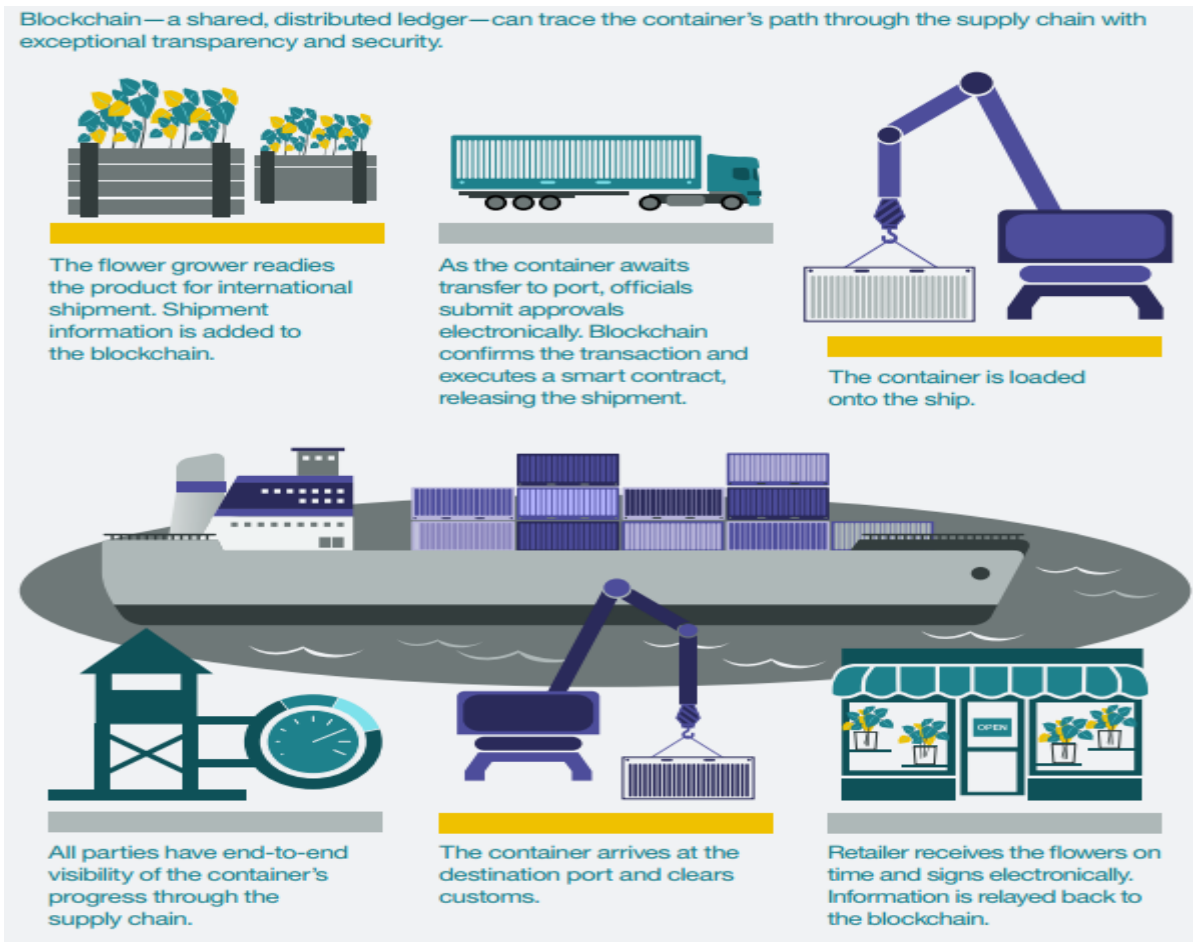 Blockchain—a shared, distributed ledger—can trace the container's path through the supply chain with
exceptional transparency and security.
The flower grower readies
the product for international
shipment. Shipment
information is added to
the blockchain.
As the container awaits
transfer to port, officials
submit approvals
electronically. Blockchain
confirms the transaction and
executes a smart contract,
releasing the shipment.
The container is loaded
onto the ship.
All parties have end-to-end
visibility of the container's
progress through the
supply chain.
The container arrives at the
destination port and clears
customs.
OPEN
Retailer receives the flowers on
time and signs electronically.
Information is relayed back to
the blockchain.